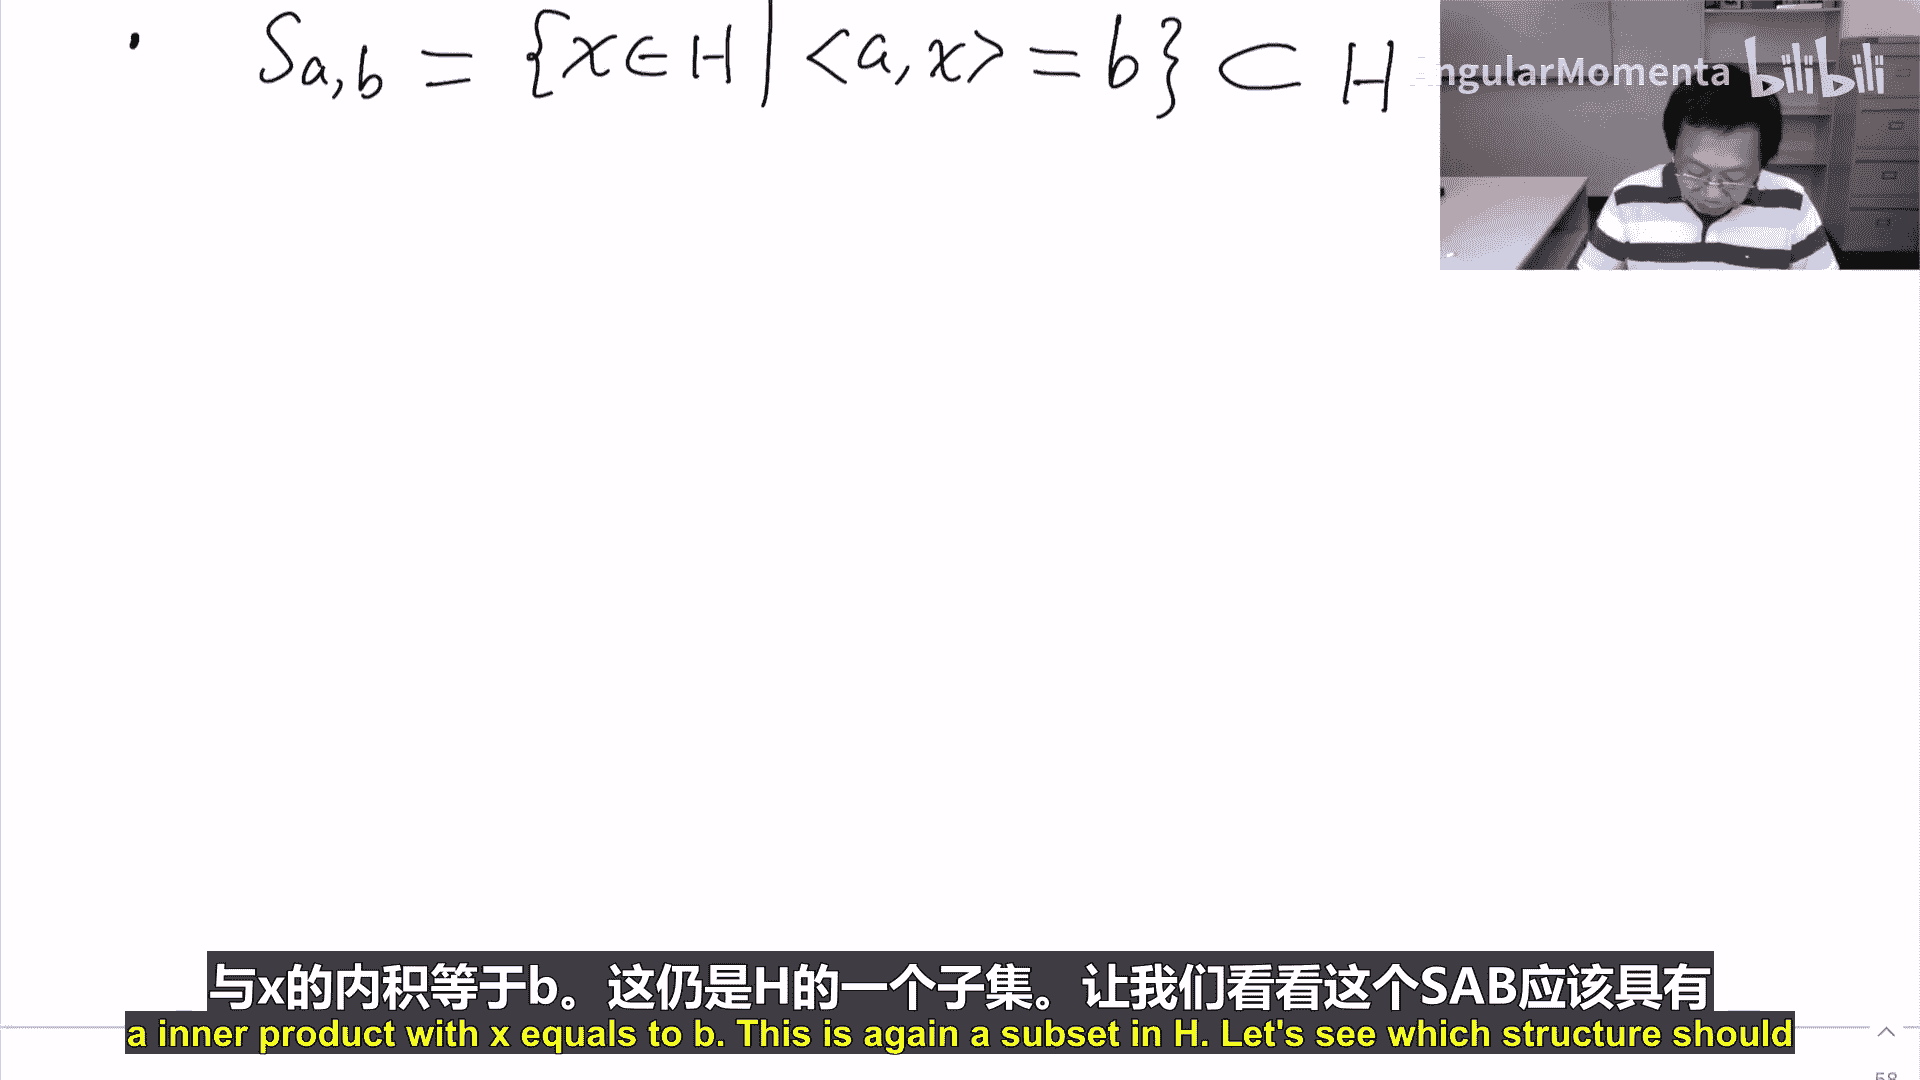 • S_{a,b} = {x ∈ H | <a, x> = b} ⊂ H
ngularMomenta bilibili
与x的内积等于b。这仍是H的一个子集。让我们看看这个SAB应该具有
a inner product with x equals to b. This is again a subset in H. Let's see which structure should